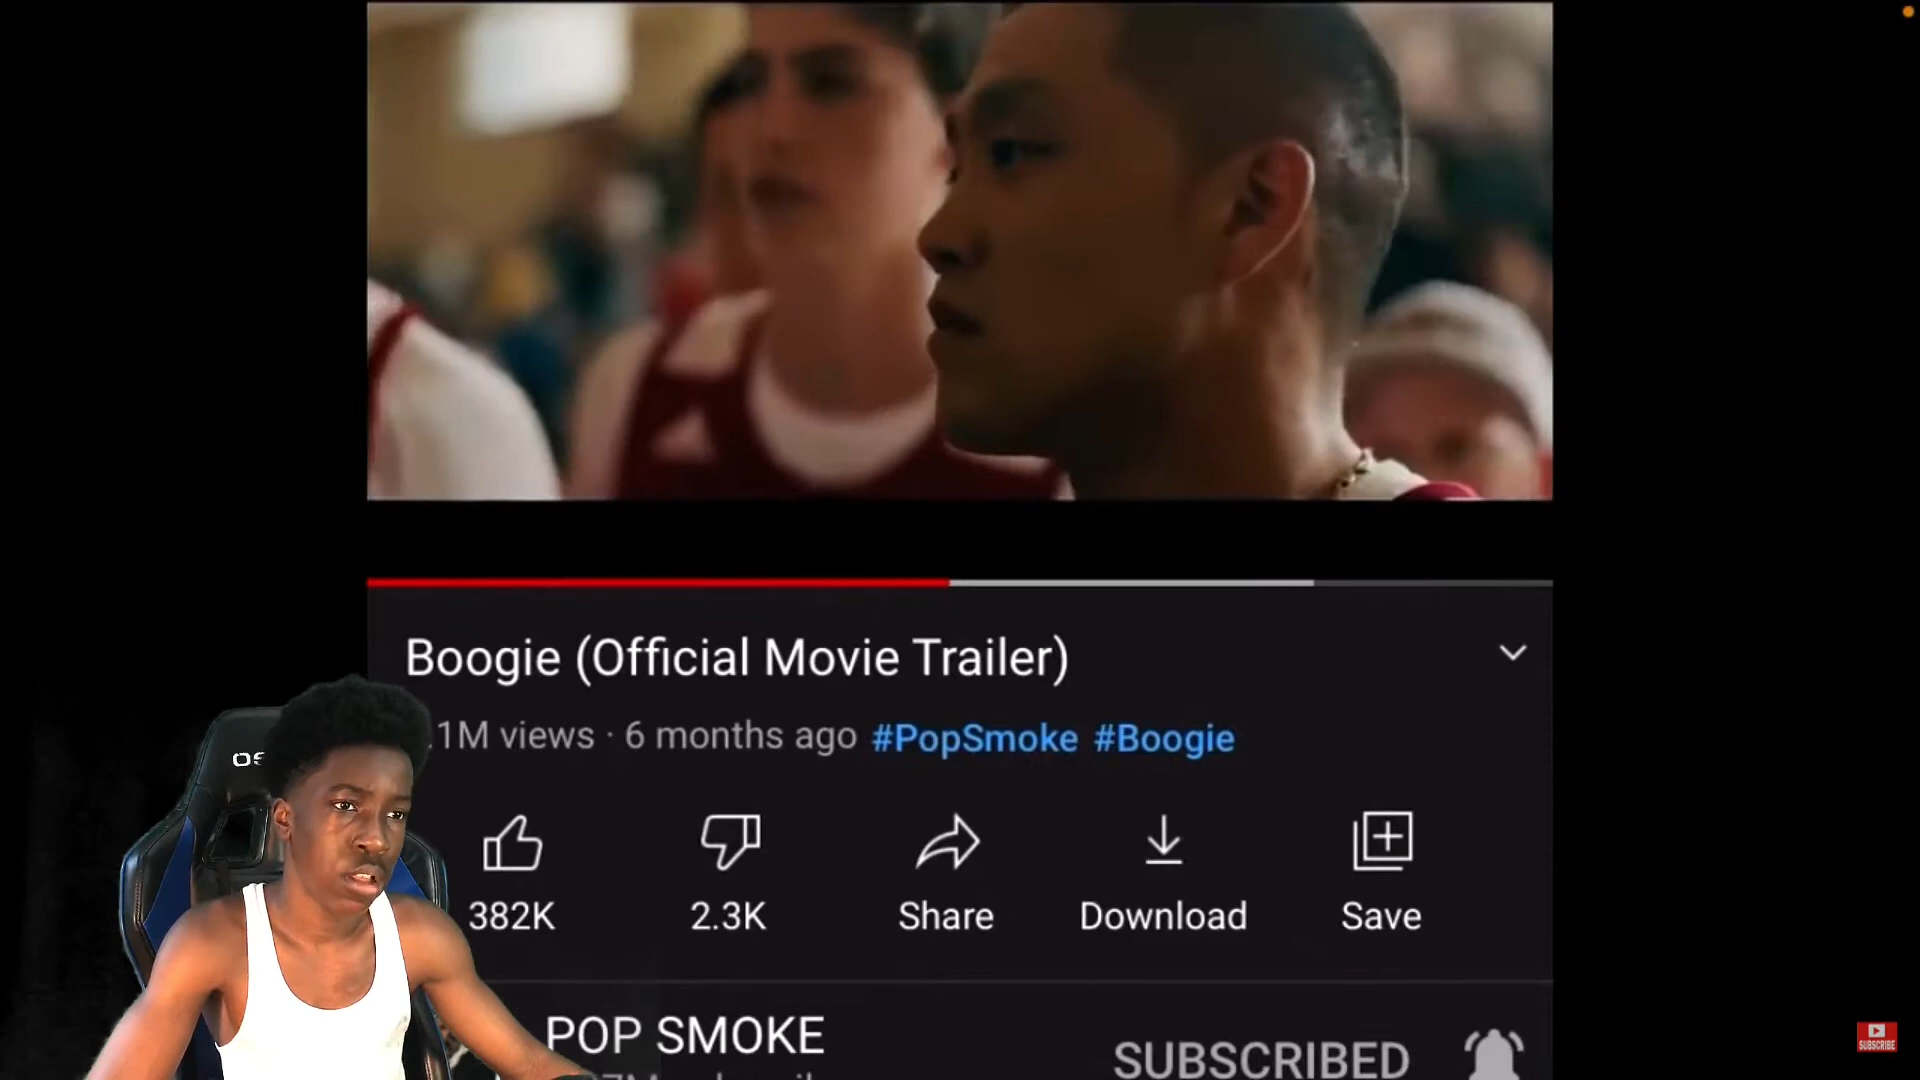 Boogie (Official Movie Trailer)
.1M views · 6 months ago #PopSmoke #Boogie
382K
2.3K
Share
Download
Save
POP SMOKE
SUBSCRIBED
SUBSCRIBE